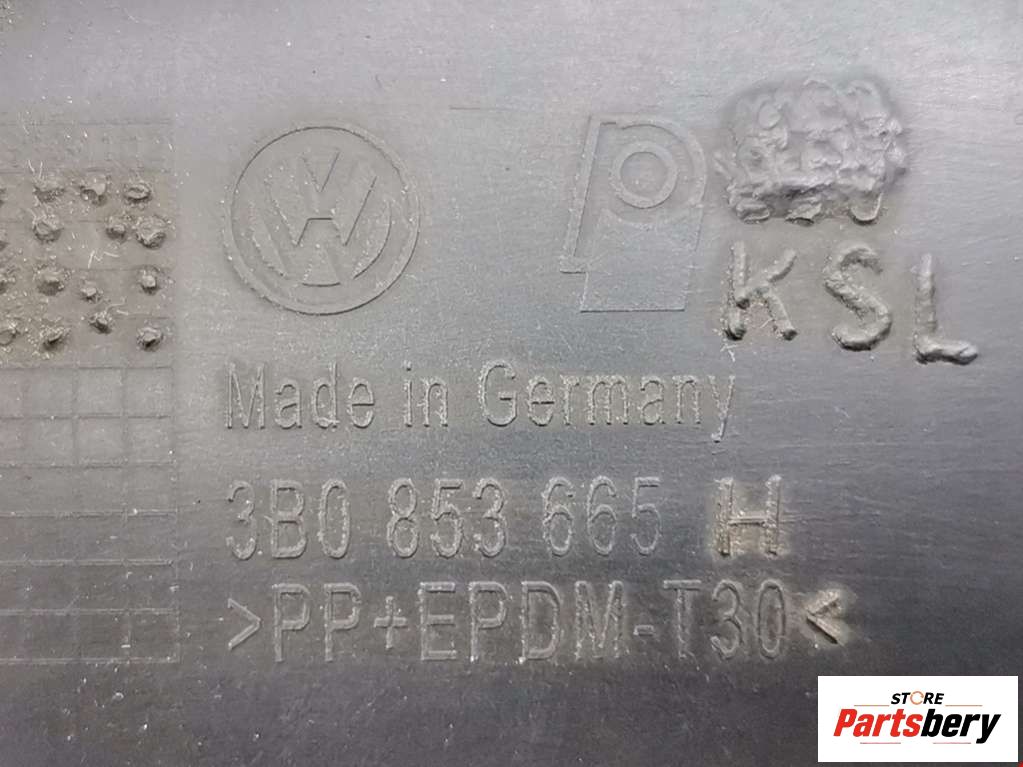 KSL
Made in Germany
3B0 853 665 H
>PP+EPDM-T30<
STORE
Partsbery